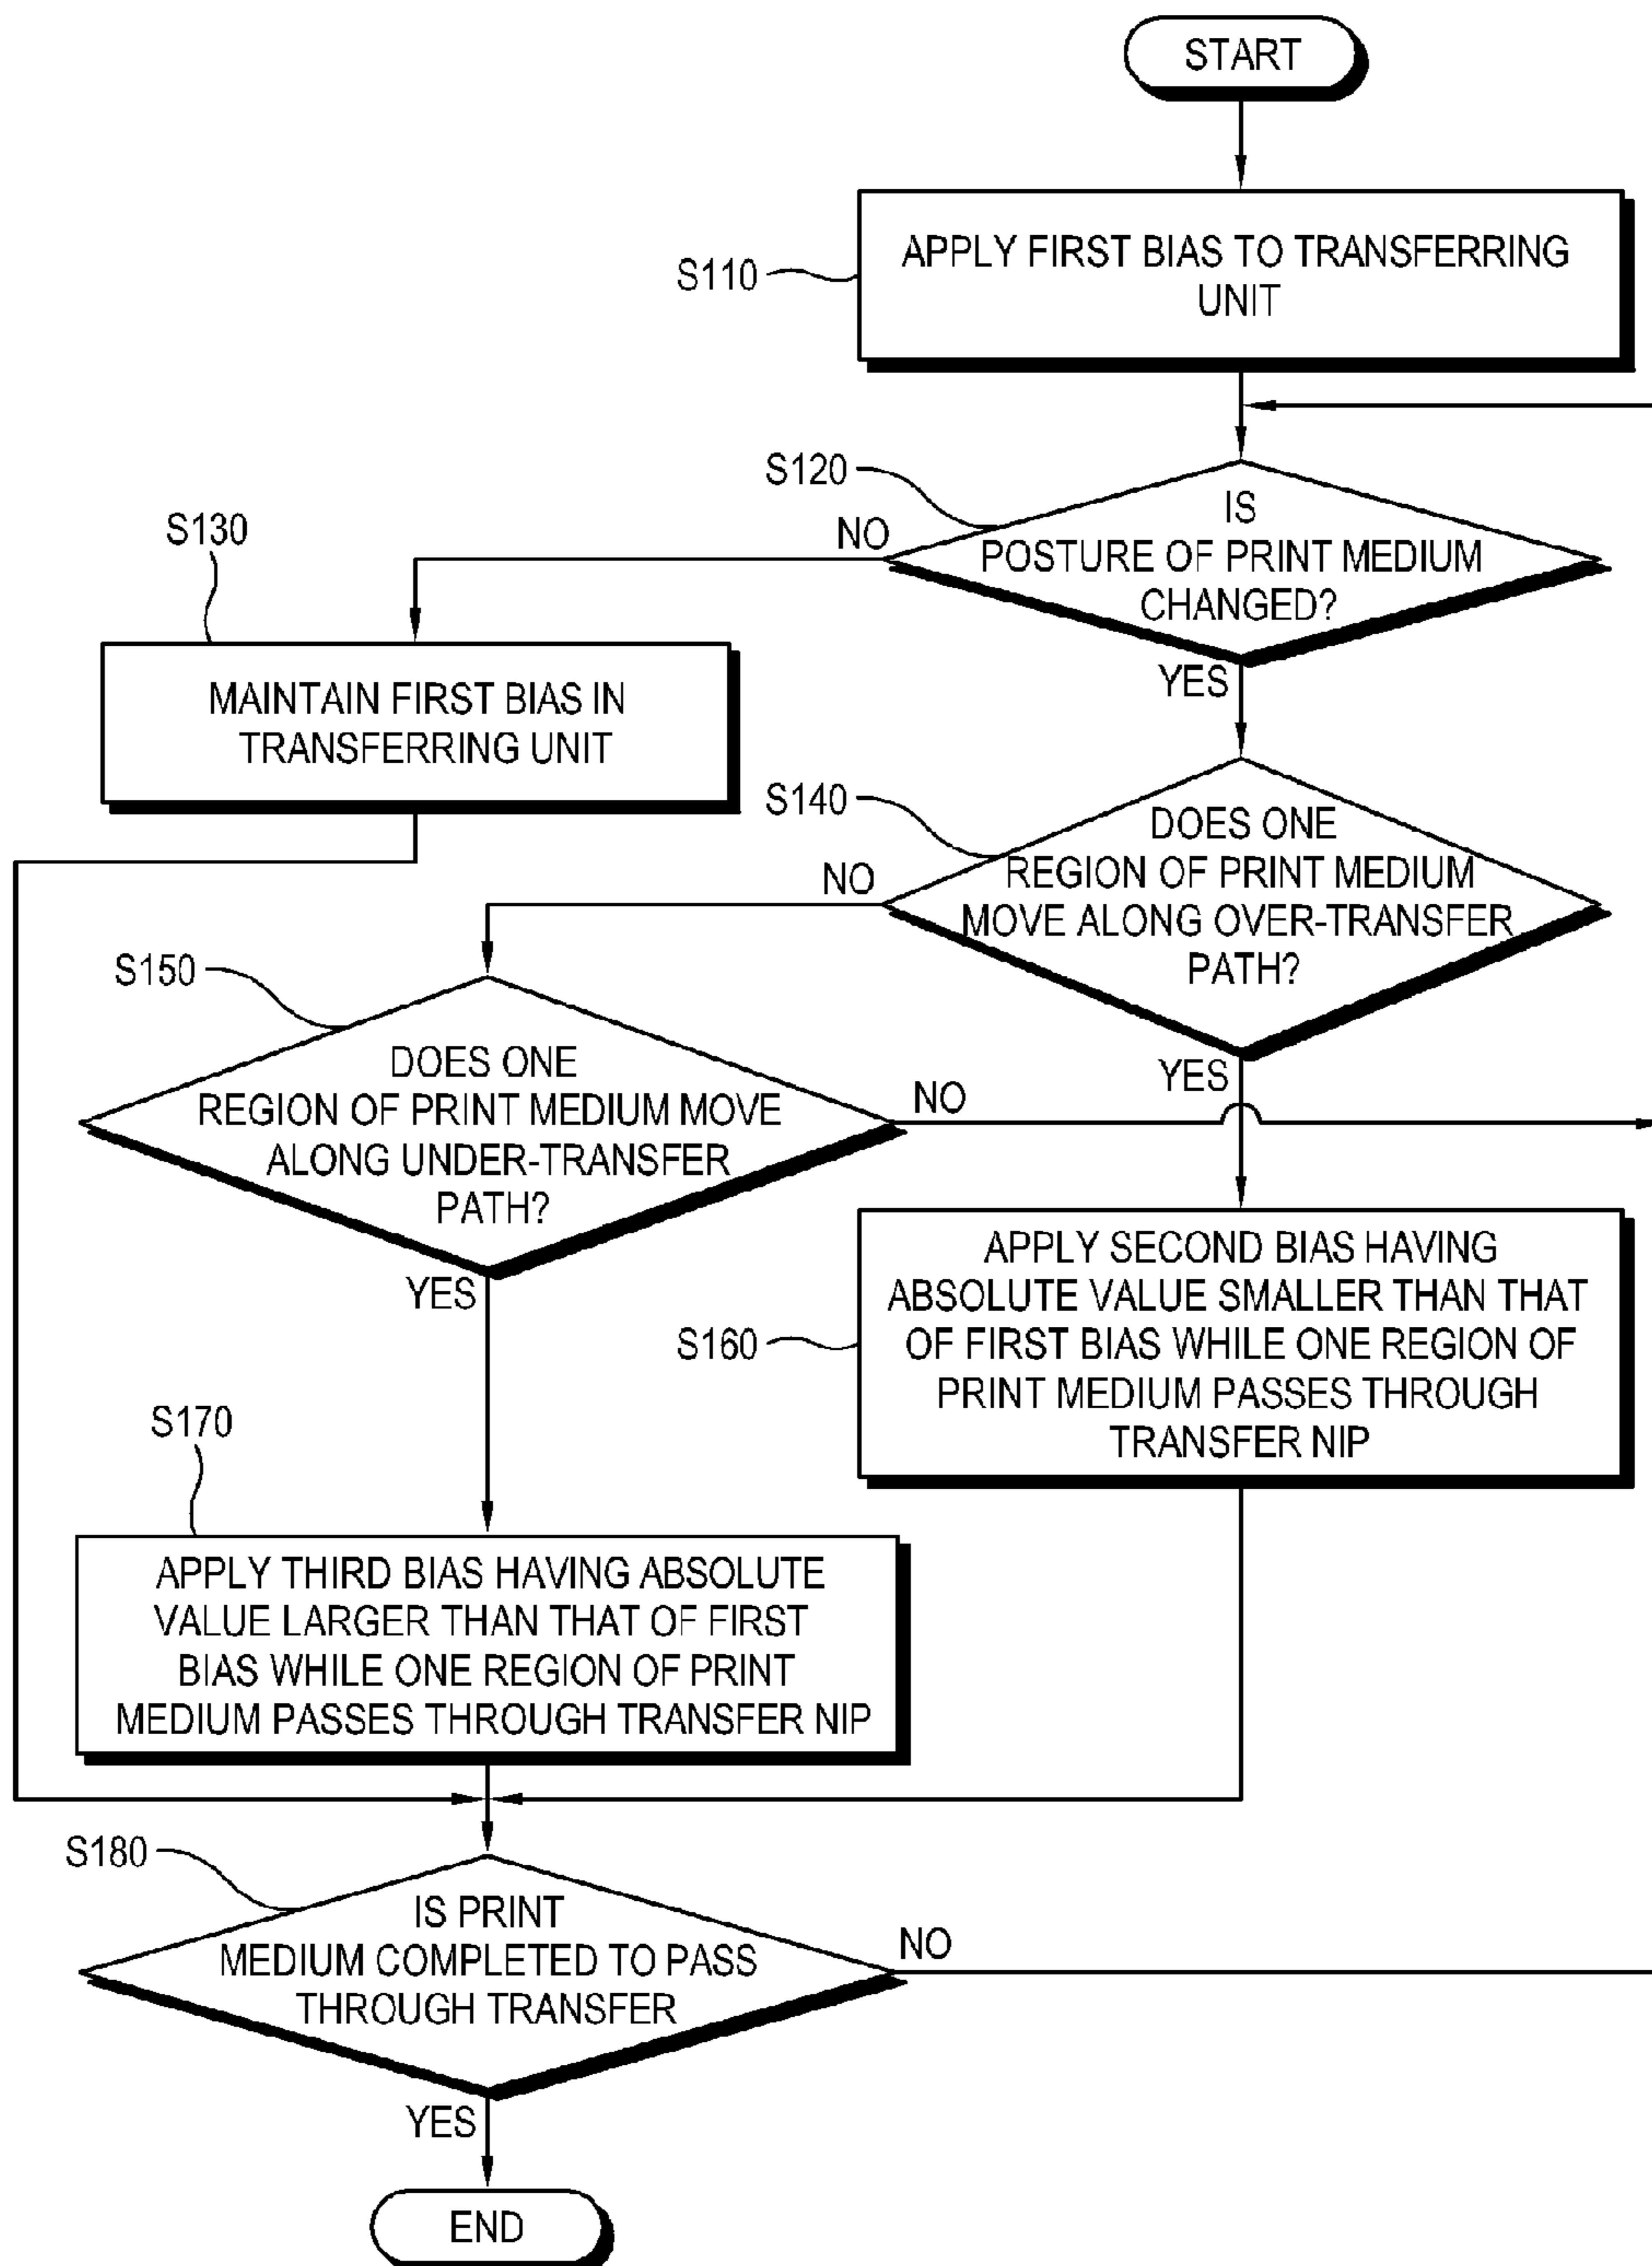 START
S110
APPLY FIRST BIAS TO TRANSFERRING
UNIT
S120
IS
POSTURE OF PRINT MEDIUM
CHANGED?
NO
YES
S130
MAINTAIN FIRST BIAS IN
TRANSFERRING UNIT
S140
DOES ONE
REGION OF PRINT MEDIUM
MOVE ALONG OVER-TRANSFER
PATH?
NO
YES
S150
DOES ONE
REGION OF PRINT MEDIUM MOVE
ALONG UNDER-TRANSFER
PATH?
NO
YES
S160
APPLY SECOND BIAS HAVING
ABSOLUTE VALUE SMALLER THAN THAT
OF FIRST BIAS WHILE ONE REGION OF
PRINT MEDIUM PASSES THROUGH
TRANSFER NIP
S170
APPLY THIRD BIAS HAVING ABSOLUTE
VALUE LARGER THAN THAT OF FIRST
BIAS WHILE ONE REGION OF PRINT
MEDIUM PASSES THROUGH TRANSFER NIP
S180
IS PRINT
MEDIUM COMPLETED TO PASS
THROUGH TRANSFER
NO
YES
END